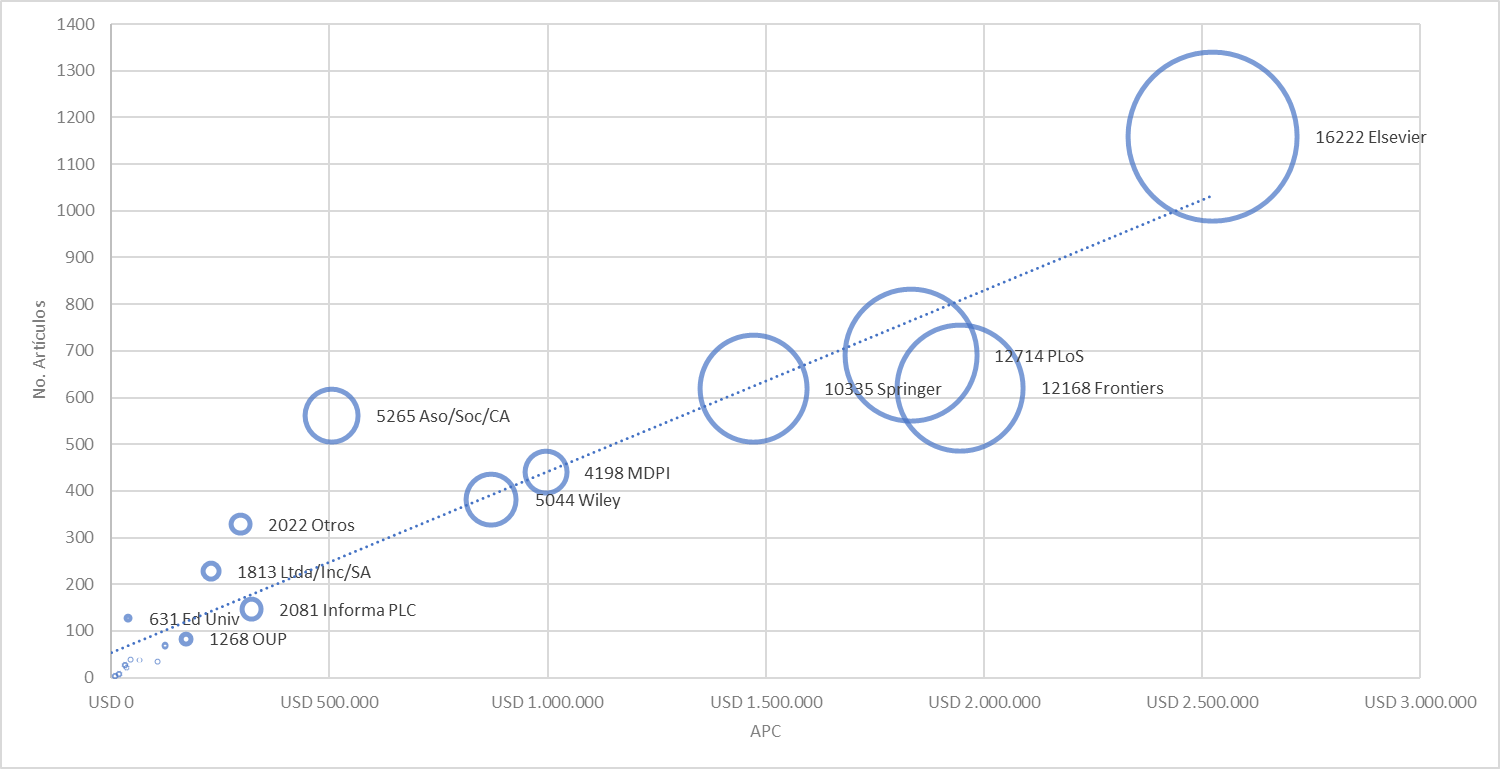 1400
1300
1200
1100
1000
900
800
700
600
500
400
300
200
100
0
No. Artículos
16222 Elsevier
12714 PLoS
12168 Frontiers
10335 Springer
5265 Aso/Soc/CA
4198 MDPI
5044 Wiley
2022 Otros
1813 Ltda/Inc/SA
2081 Informa PLC
631 Ed Univ
1268 OUP
USD 0
USD 500.000
USD 1.000.000
USD 1.500.000
USD 2.000.000
USD 2.500.000
USD 3.000.000
APC